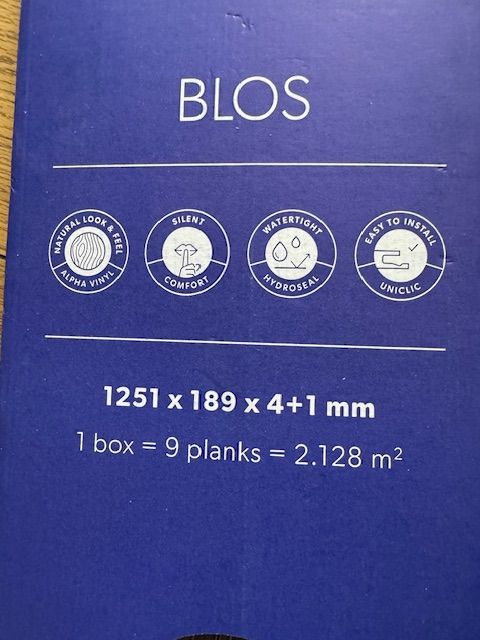 BLOS
NATURAL LOOK & FEEL
ALPHA VINYL
SILENT
COMFORT
WATERTIGHT
HYDROSEAL
EASY TO INSTALL
UNICLIC
1251 x 189 x 4+1 mm
1 box = 9 planks = 2.128 m²